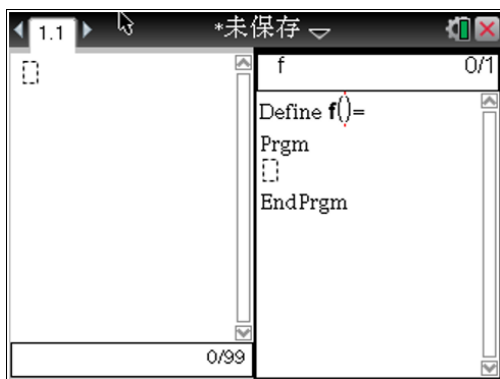 1.1 *未保存
f 0/1
Define f()=
Prgm
EndPrgm
0/99